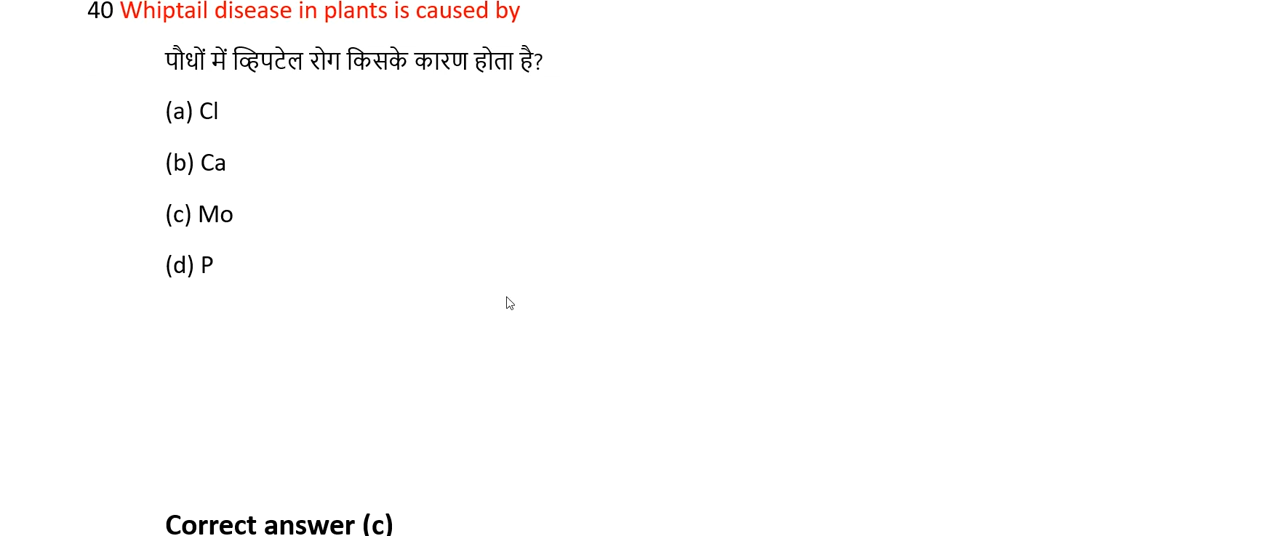 40 Whiptail disease in plants is caused by
पौधों में व्हिपटेल रोग किसके कारण होता है?
(a) Cl
(b) Ca
(c) Mo
(d) P
Correct answer (c)